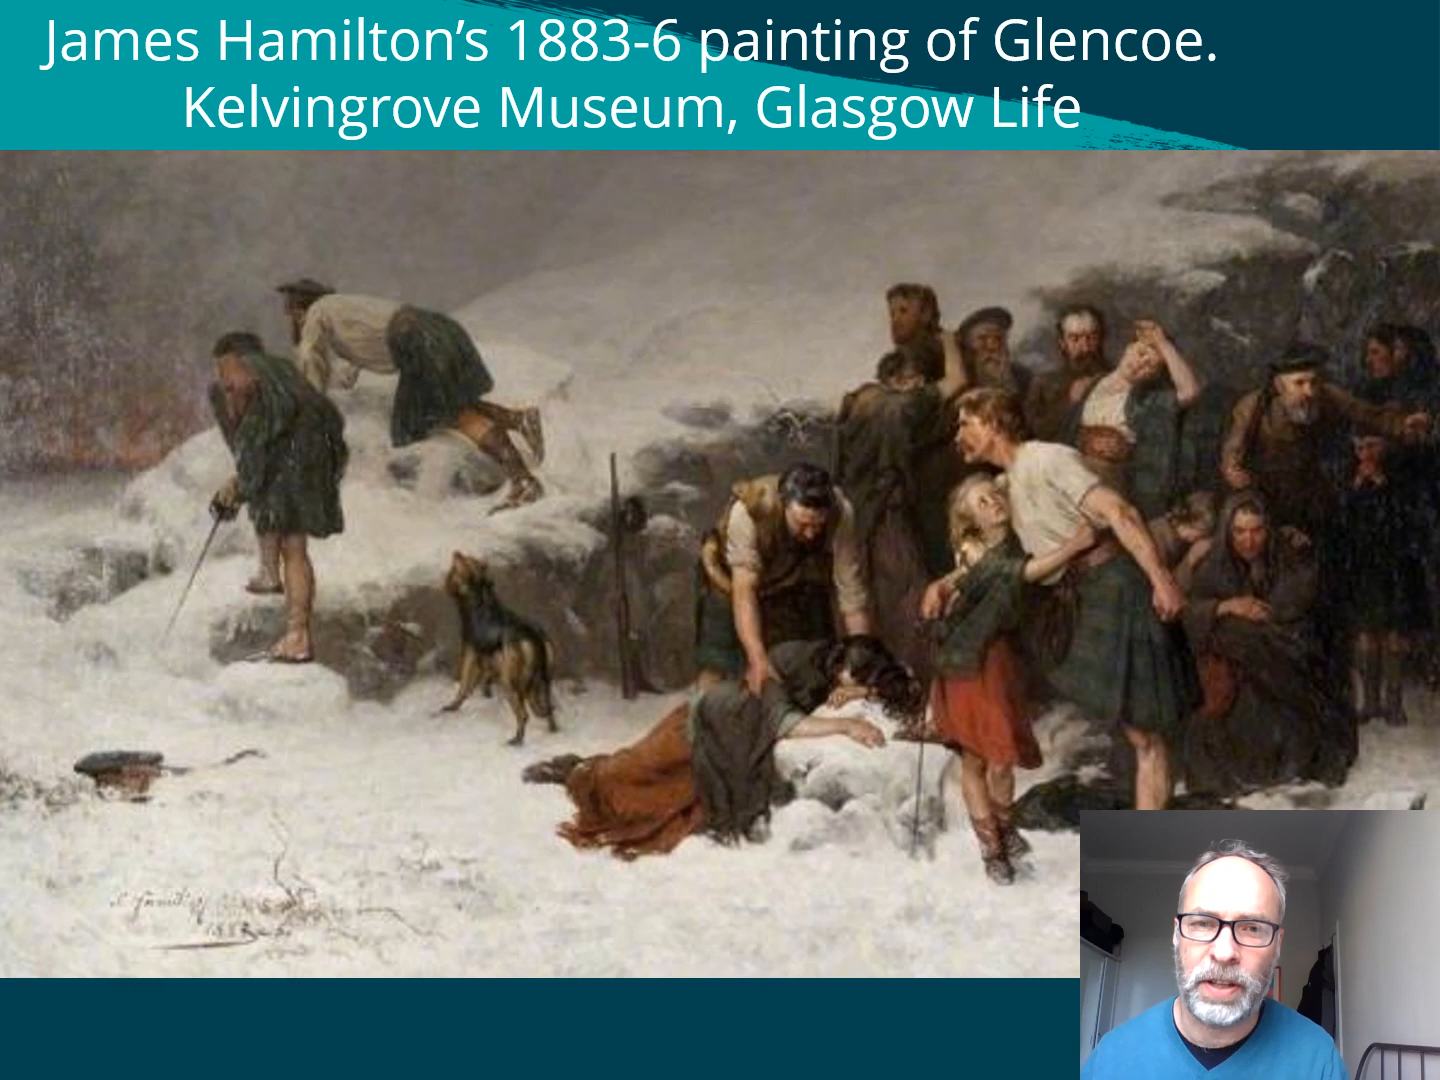 James Hamilton’s 1883-6 painting of Glencoe.
Kelvingrove Museum, Glasgow Life